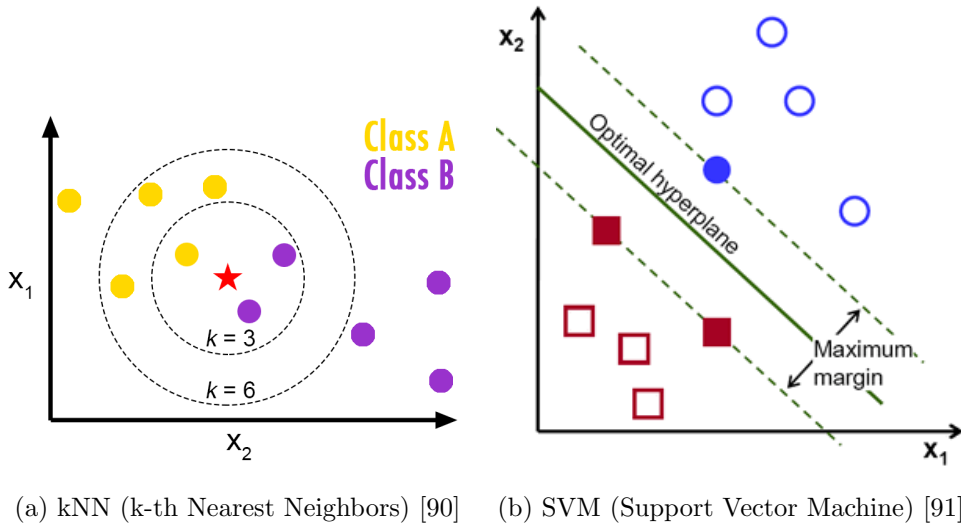 Class A
Class B
X₁
k = 3
k = 6
X₂
x₂
Optimal hyperplane
Maximum
margin
x₁
(a) kNN (k-th Nearest Neighbors) [90]
(b) SVM (Support Vector Machine) [91]